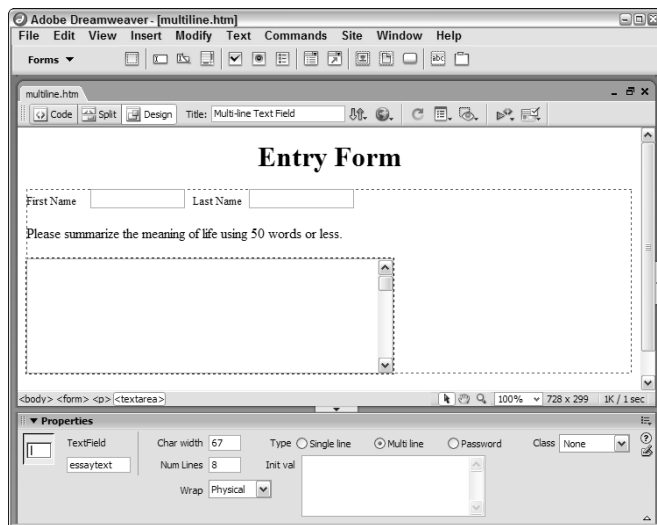 Adobe Dreamweaver - [multiline.htm]
File Edit View Insert Modify Text Commands Site Window Help
Forms
abc
multiline.htm
Code Split Design Title: Multi-line Text Field
Entry Form
First Name Last Name
Please summarize the meaning of life using 50 words or less.
<body> <form> <p> <textarea> 100% 728 x 299 1K / 1 sec
Properties
TextField Char width 67 Type Single line Multi line Password Class None
essaytext Num Lines 8 Init val
Wrap Physical